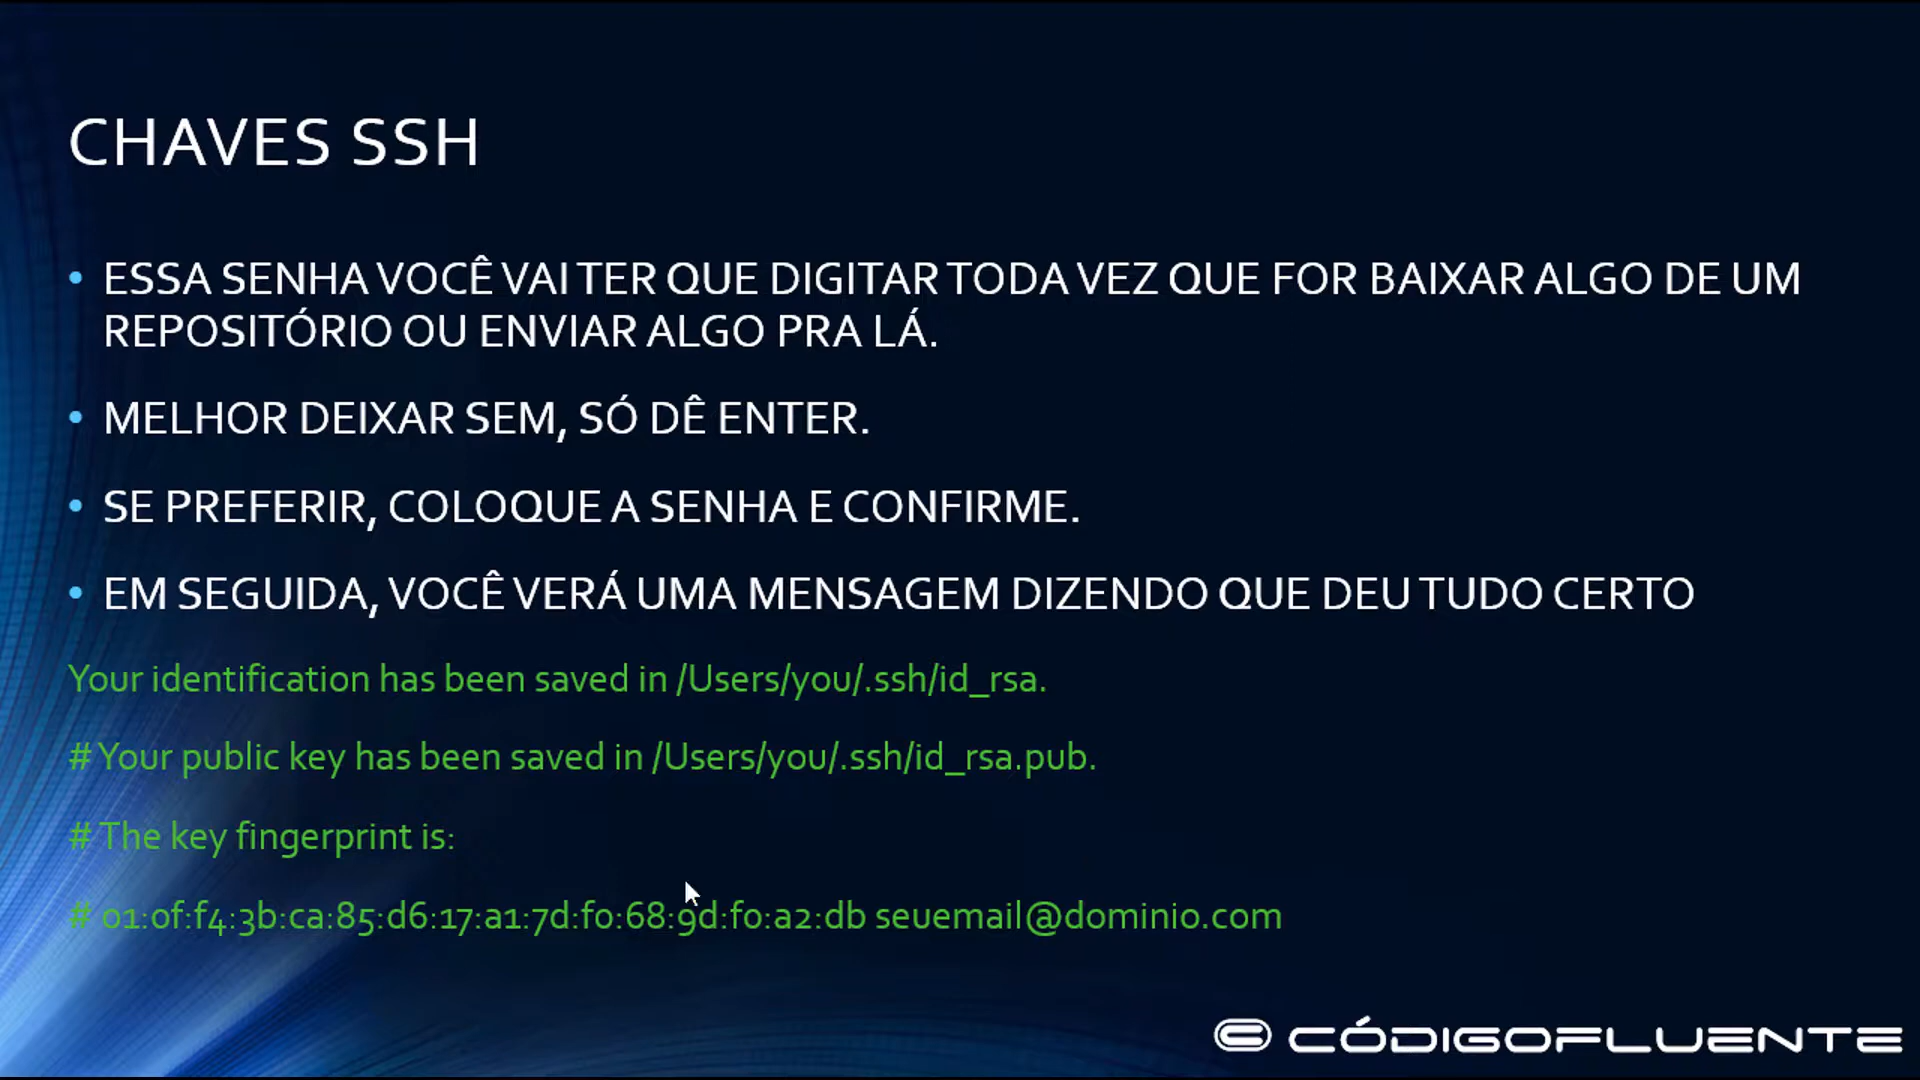 CHAVES SSH
• ESSA SENHA VOCÊ VAI TER QUE DIGITAR TODA VEZ QUE FOR BAIXAR ALGO DE UM
REPOSITÓRIO OU ENVIAR ALGO PRA LÁ.
• MELHOR DEIXAR SEM, SÓ DÊ ENTER.
• SE PREFERIR, COLOQUE A SENHA E CONFIRME.
• EM SEGUIDA, VOCÊ VERÁ UMA MENSAGEM DIZENDO QUE DEU TUDO CERTO
Your identification has been saved in /Users/you/.ssh/id_rsa.
# Your public key has been saved in /Users/you/.ssh/id_rsa.pub.
# The key fingerprint is:
# 01:0f:f4:3b:ca:85:d6:17:a1:7d:f0:68:9d:f0:a2:db seuemail@dominio.com
CÓDIGOFLUENTE